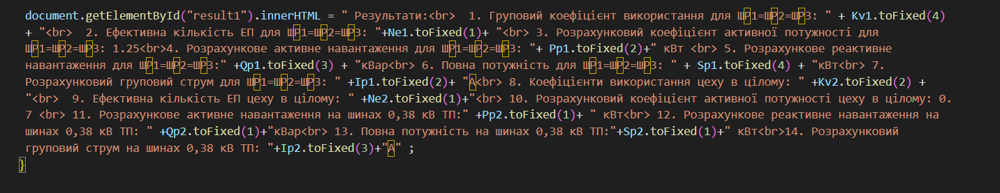 document.getElementById("result1").innerHTML = " Результати:<br>  1. Груповий коефіцієнт використання для ШР1=ШР2=ШР3: " + Kv1.toFixed(4)
+ "<br>  2. Ефективна кількість ЕП для ШР1=ШР2=ШР3: "+Ne1.toFixed(1)+ "<br> 3. Розрахунковий коефіцієнт активної потужності для
ШР1=ШР2=ШР3: 1.25<br>4. Розрахункове активне навантаження для ШР1=ШР2=ШР3: "+ Pp1.toFixed(2)+" кВт <br> 5. Розрахункове реактивне
навантаження для ШР1=ШР2=ШР3:" +Qp1.toFixed(3) + "кВар<br> 6. Повна потужність для ШР1=ШР2=ШР3: " + Sp1.toFixed(4) + "кВт<br> 7.
Розрахунковий груповий струм для ШР1=ШР2=ШР3: " +Ip1.toFixed(2)+ "А<br> 8. Коефіцієнти використання цеху в цілому: " +Kv2.toFixed(2) +
"<br>  9. Ефективна кількість ЕП цеху в цілому: " +Ne2.toFixed(1)+"<br> 10. Розрахунковий коефіцієнт активної потужності цеху в цілому: 0.
7 <br> 11. Розрахункове активне навантаження на шинах 0,38 кВ ТП:" +Pp2.toFixed(1)+ " кВт<br> 12. Розрахункове реактивне навантаження на
шинах 0,38 кВ ТП: " +Qp2.toFixed(1)+"кВар<br> 13. Повна потужність на шинах 0,38 кВ ТП:"+Sp2.toFixed(1)+" кВт<br>14. Розрахунковий
груповий струм на шинах 0,38 кВ ТП: "+Ip2.toFixed(3)+"А" ;
}